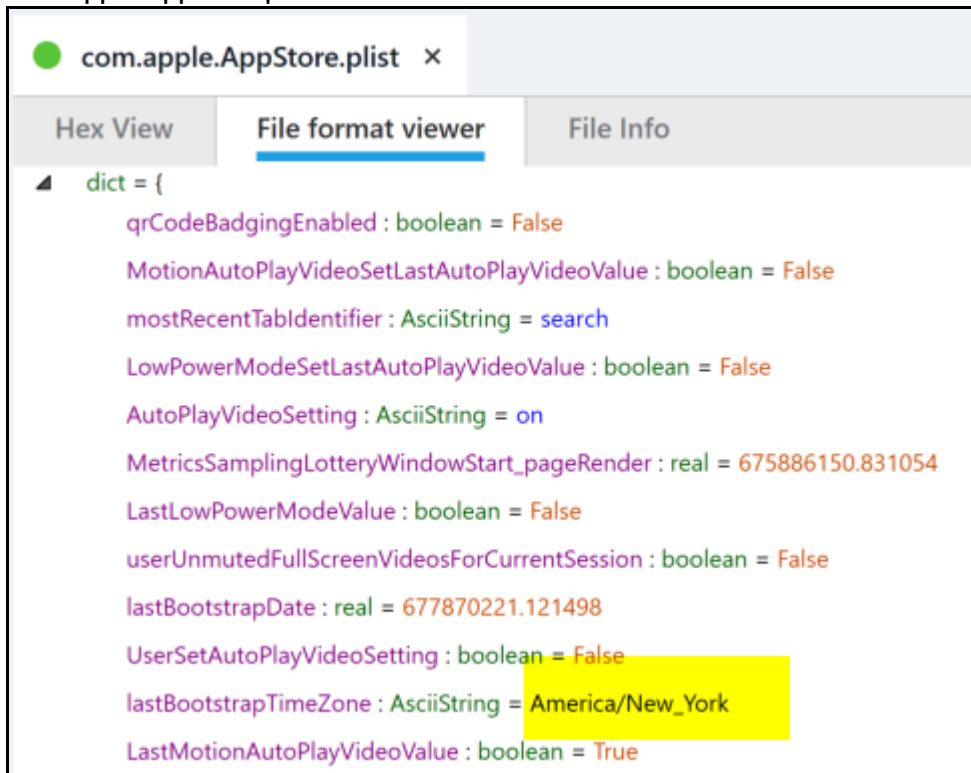 com.apple.AppStore.plist ×
Hex View File format viewer File Info
dict = {
qrCodeBadgingEnabled : boolean = False
MotionAutoPlayVideoSetLastAutoPlayVideoValue : boolean = False
mostRecentTabIdentifier : AsciiString = search
LowPowerModeSetLastAutoPlayVideoValue : boolean = False
AutoPlayVideoSetting : AsciiString = on
MetricsSamplingLotteryWindowStart_pageRender : real = 675886150.831054
LastLowPowerModeValue : boolean = False
userUnmutedFullScreenVideosForCurrentSession : boolean = False
lastBootstrapDate : real = 677870221.121498
UserSetAutoPlayVideoSetting : boolean = False
lastBootstrapTimeZone : AsciiString = America/New_York
LastMotionAutoPlayVideoValue : boolean = True